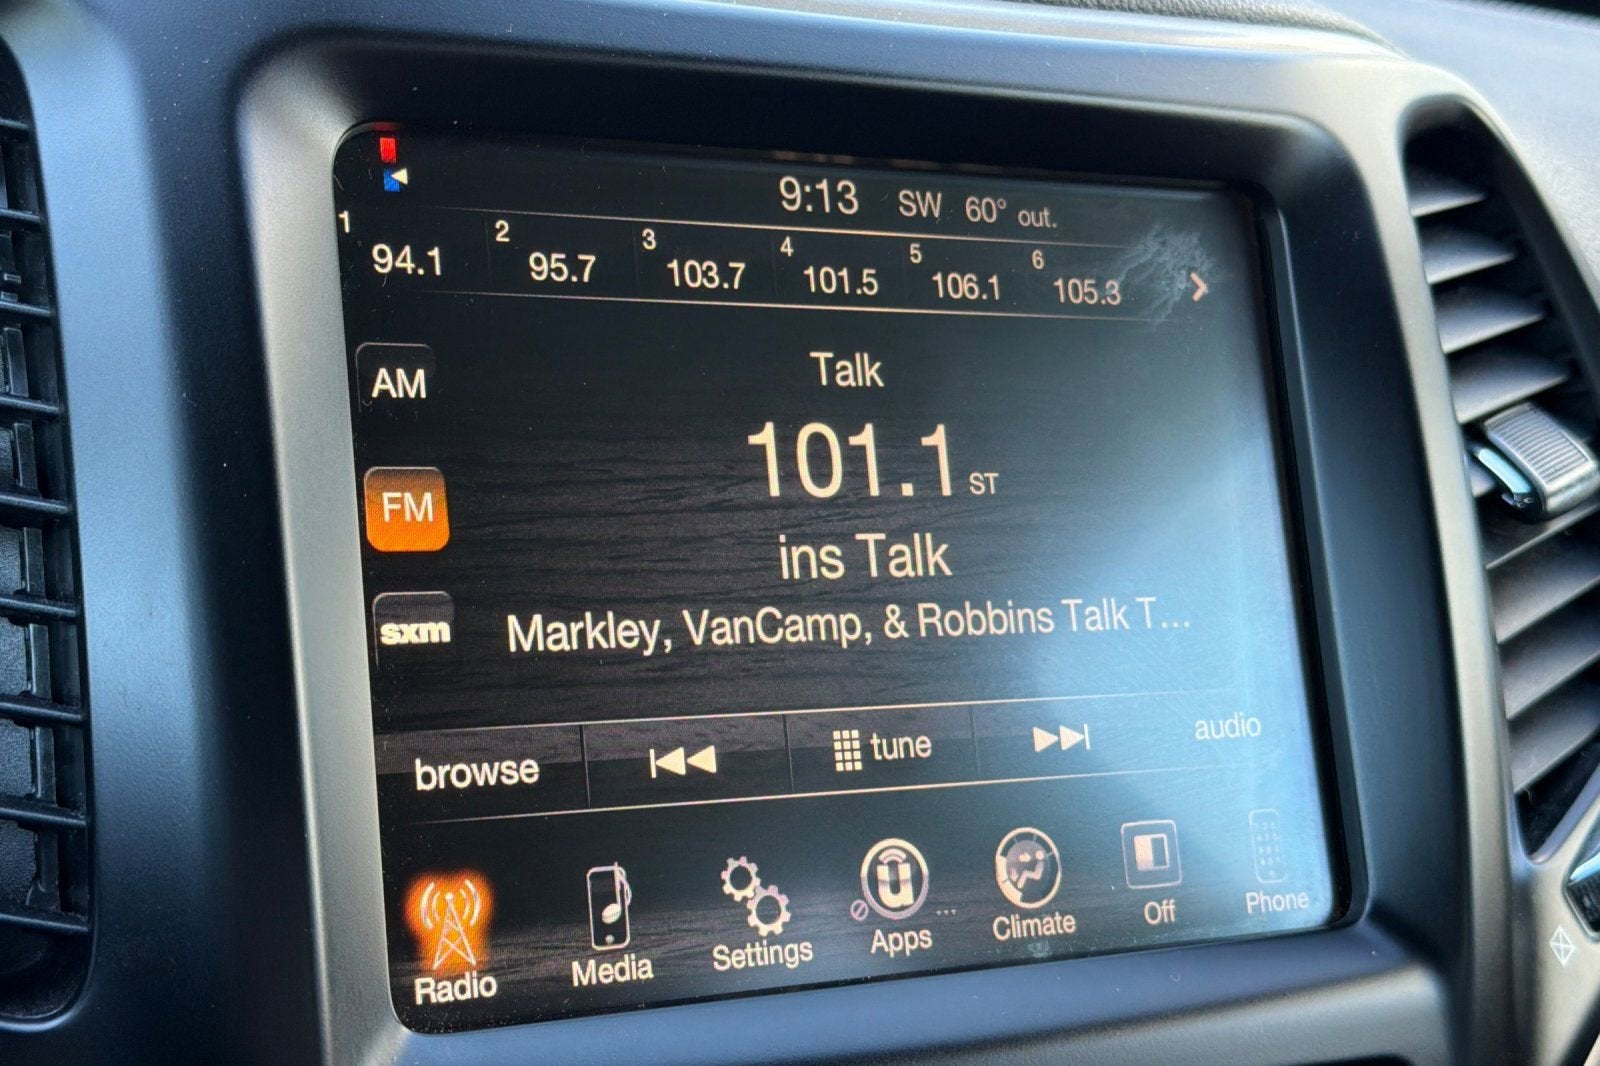 9:13 SW 60° out.
1 94.1 2 95.7 3 103.7 4 101.5 5 106.1 6 105.3
Talk
AM
101.1 ST
FM
ins Talk
sxm
Markley, VanCamp, & Robbins Talk T...
browse tune audio
Radio Media Settings Apps Climate Off Phone